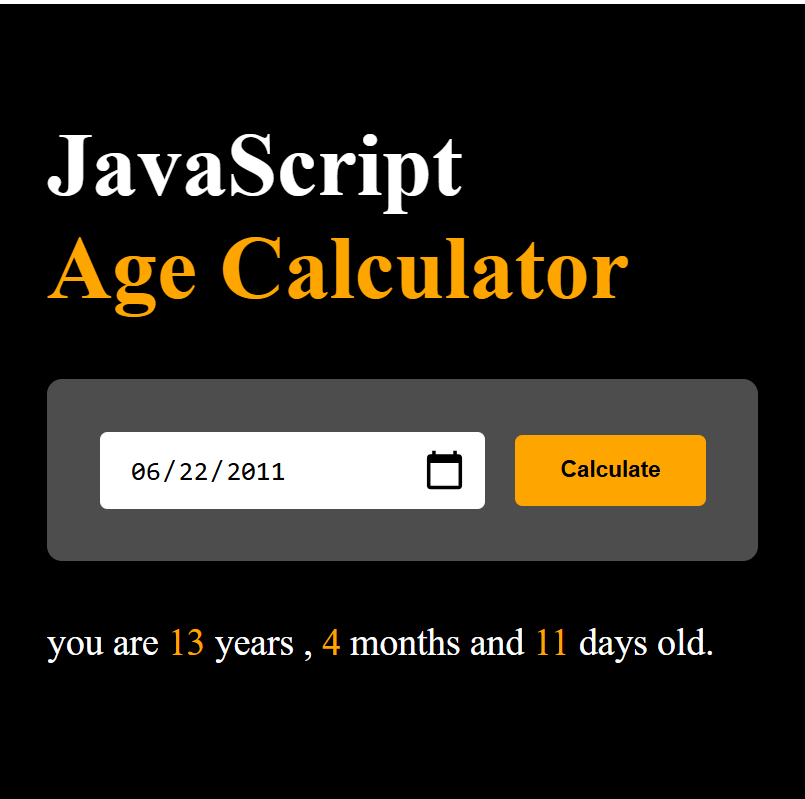 JavaScript
Age Calculator
06/22/2011
Calculate
you are 13 years , 4 months and 11 days old.